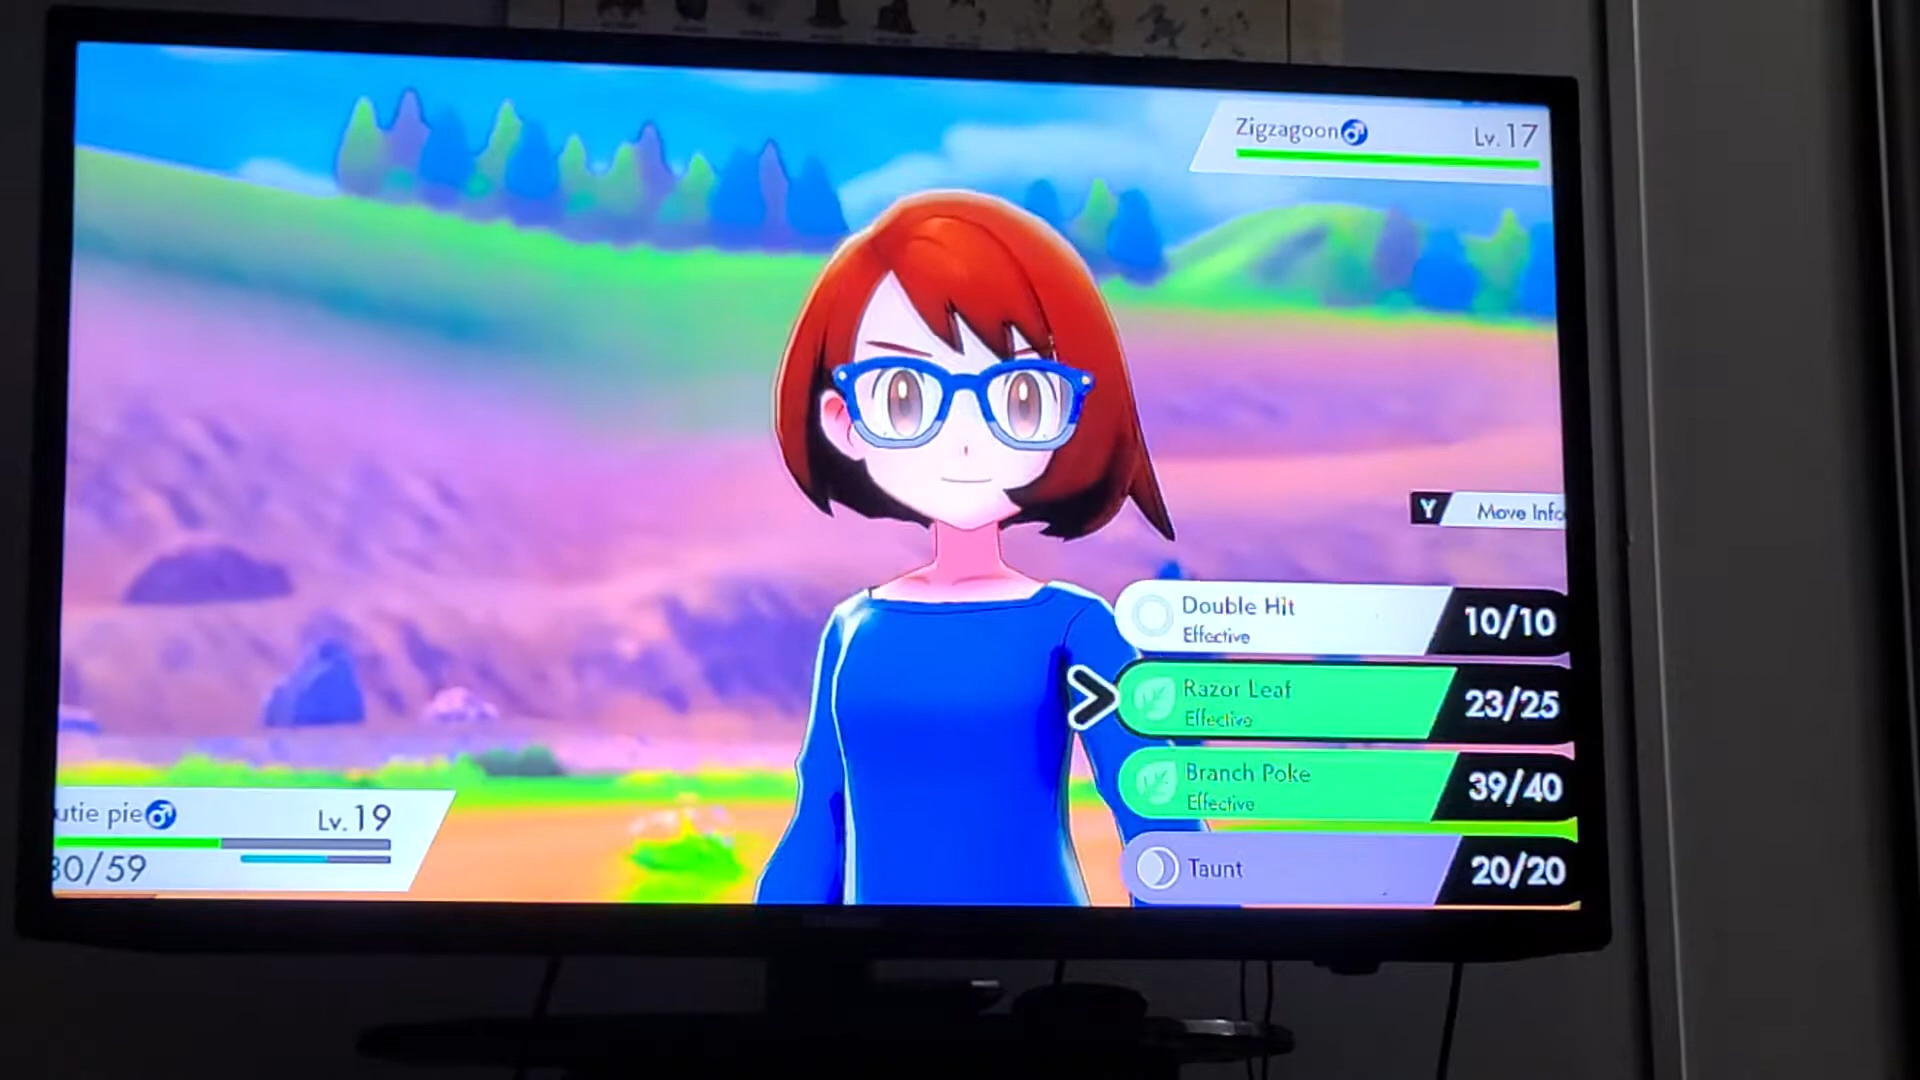 Zigzagoon Lv. 17
Y Move Info
Double Hit 10/10
Effective
Razor Leaf 23/25
Effective
Branch Poke 39/40
Effective
Taunt 20/20
utie pie Lv. 19
30/59